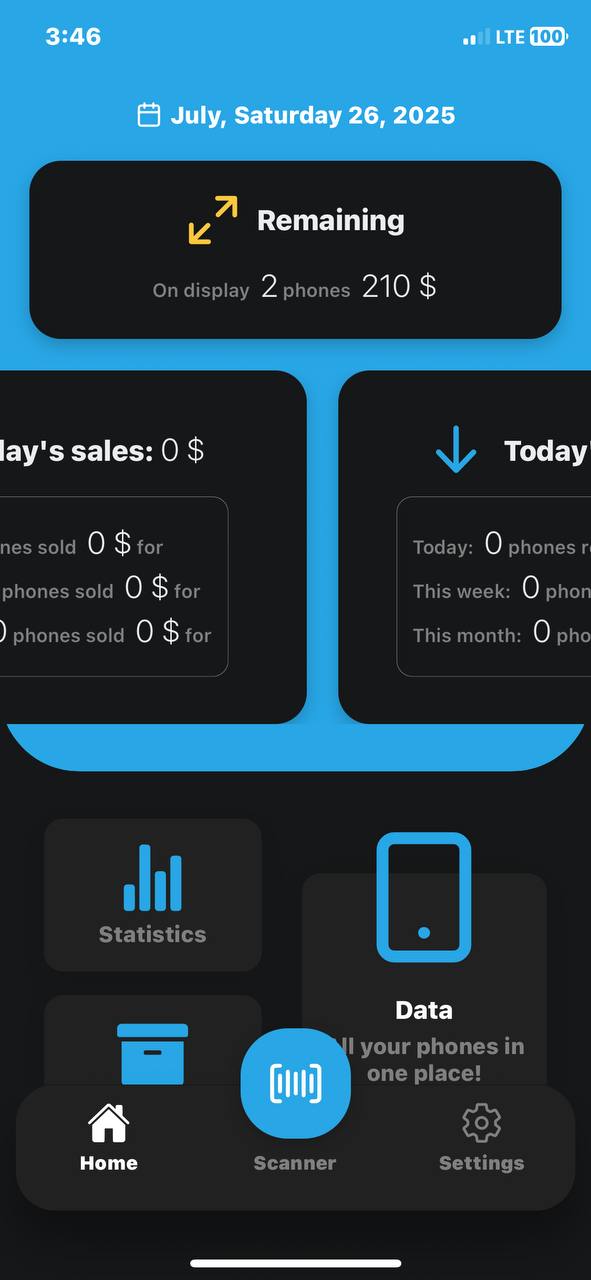 3:46
LTE 100
July, Saturday 26, 2025
Remaining
On display 2 phones 210 $
day's sales: 0 $
nes sold 0 $ for
phones sold 0 $ for
0 phones sold 0 $ for
Today'
Today: 0 phones r
This week: 0 phon
This month: 0 pho
Statistics
Data
ll your phones in
one place!
Home
Scanner
Settings